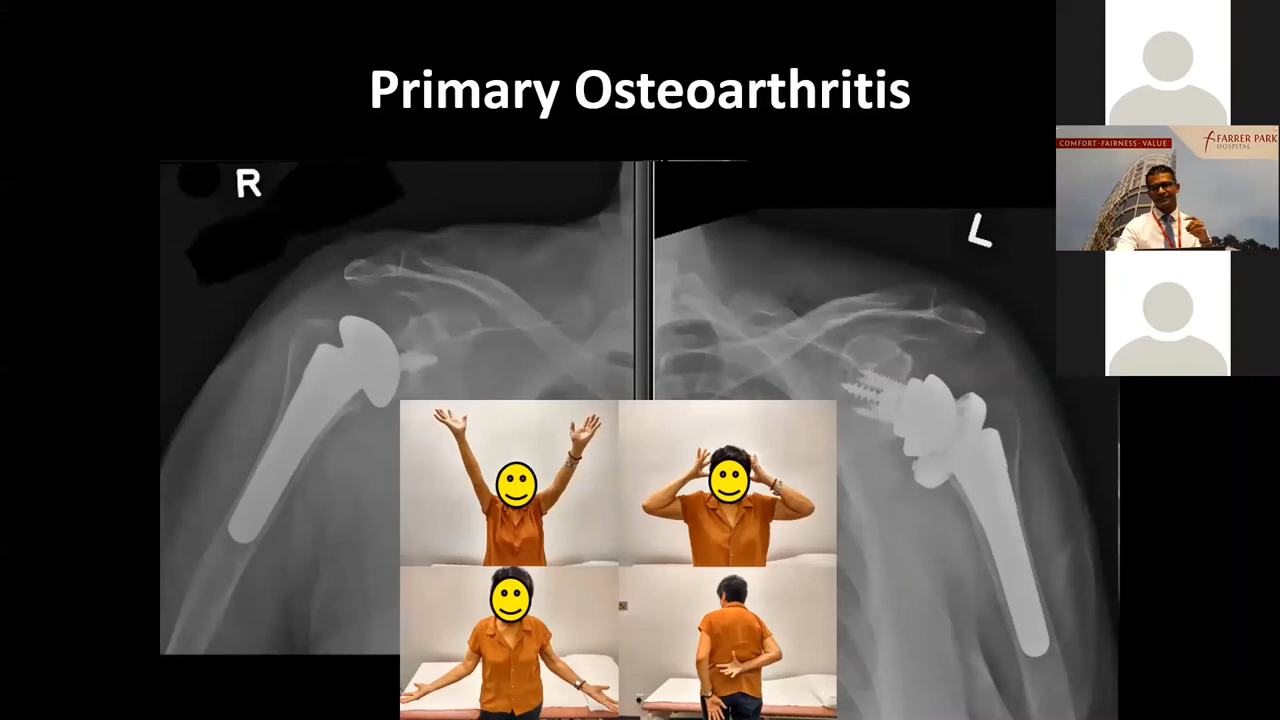 Primary Osteoarthritis
R
L
COMFORT·FAIRNESS·VALUE
FARRER PARK
HOSPITAL